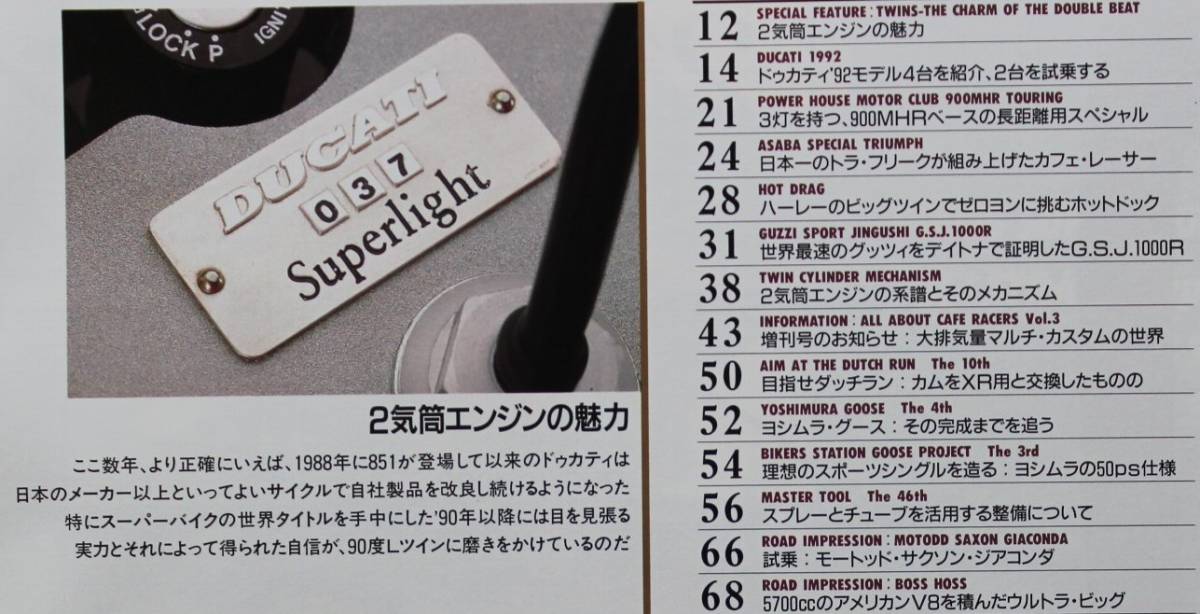 LOCK P IGNI
DUCATI
037
Superlight
2気筒エンジンの魅力
ここ数年、より正確にいえば、1988年に851が登場して以来のドゥカティは
日本のメーカー以上といってよいサイクルで自社製品を改良し続けるようになった
特にスーパーバイクの世界タイトルを手中にした'90年以降には目を見張る
実力とそれによって得られた自信が、90度Lツインに磨きをかけているのだ
12 SPECIAL FEATURE : TWINS-THE CHARM OF THE DOUBLE BEAT
2気筒エンジンの魅力
14 DUCATI 1992
ドゥカティ'92モデル4台を紹介、2台を試乗する
21 POWER HOUSE MOTOR CLUB 900MHR TOURING
3灯を持つ、900MHRベースの長距離用スペシャル
24 ASABA SPECIAL TRIUMPH
日本一のトラ・フリークが組み上げたカフェ・レーサー
28 HOT DRAG
ハーレーのビッグツインでゼロヨンに挑むホットドック
31 GUZZI SPORT JINGUSHI G.S.J.1000R
世界最速のグッツィをデイトナで証明したG.S.J.1000R
38 TWIN CYLINDER MECHANISM
2気筒エンジンの系譜とそのメカニズム
43 INFORMATION : ALL ABOUT CAFE RACERS Vol.3
増刊号のお知らせ：大排気量マルチ・カスタムの世界
50 AIM AT THE DUTCH RUN The 10th
目指せダッチラン：カムをXR用と交換したものの
52 YOSHIMURA GOOSE The 4th
ヨシムラ・グース：その完成までを追う
54 BIKERS STATION GOOSE PROJECT The 3rd
理想のスポーツシングルを造る：ヨシムラの50ps仕様
56 MASTER TOOL The 46th
スプレーとチューブを活用する整備について
66 ROAD IMPRESSION : MOTODD SAXON GIACONDA
試乗：モートッド・サクソン・ジアコンダ
68 ROAD IMPRESSION : BOSS HOSS
5700ccのアメリカンV8を積んだウルトラ・ビッグ